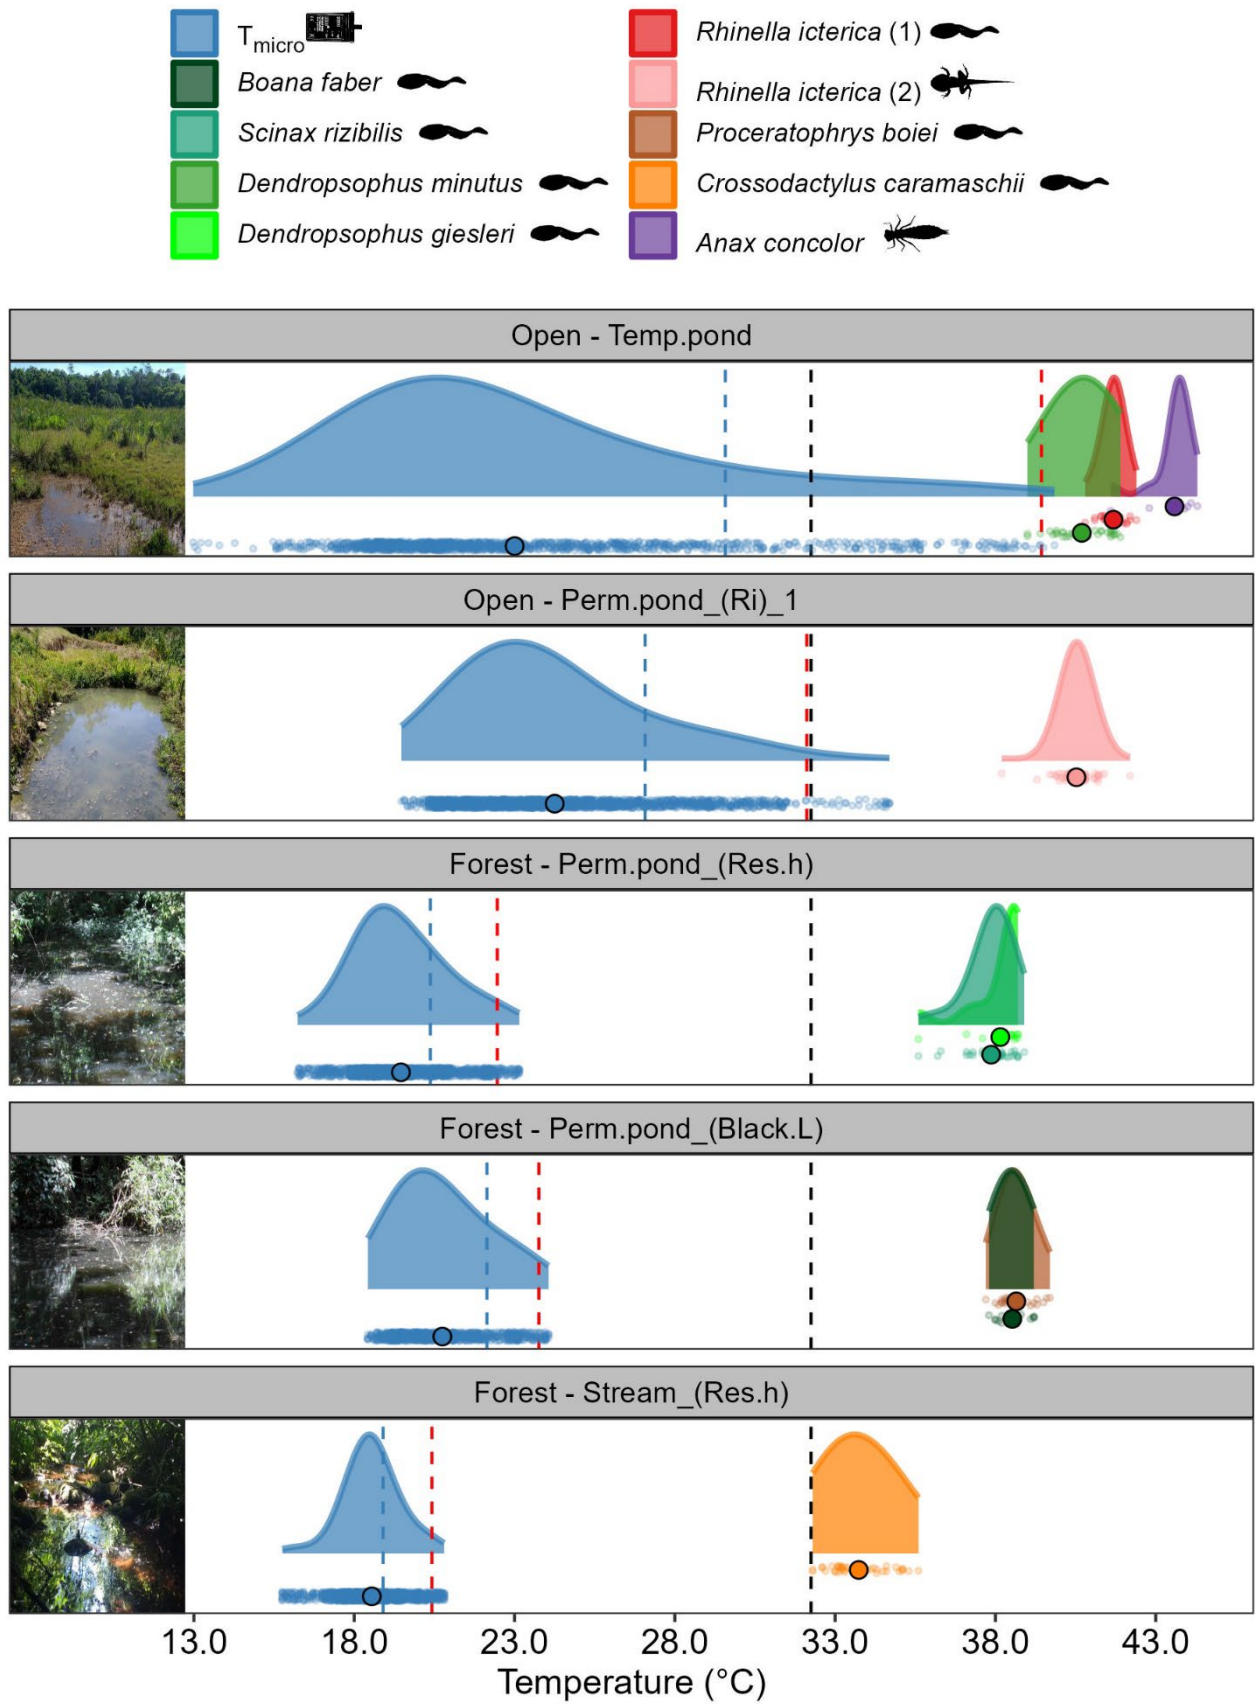 T_micro
Boana faber
Scinax rizibilis
Dendropsophus minutus
Dendropsophus giesleri
Rhinella icterica (1)
Rhinella icterica (2)
Proceratophrys boiei
Crossodactylus caramaschii
Anax concolor
Open - Temp.pond
Open - Perm.pond_(Ri)_1
Forest - Perm.pond_(Res.h)
Forest - Perm.pond_(Black.L)
Forest - Stream_(Res.h)
13.0 18.0 23.0 28.0 33.0 38.0 43.0
Temperature (°C)